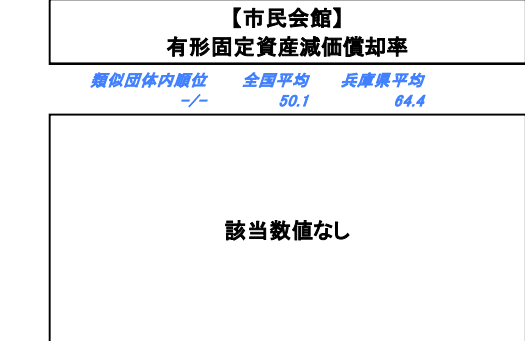 【市民会館】
有形固定資産減価償却率
類似団体内順位 全国平均 兵庫県平均
-/- 50.1 64.4
該当数値なし